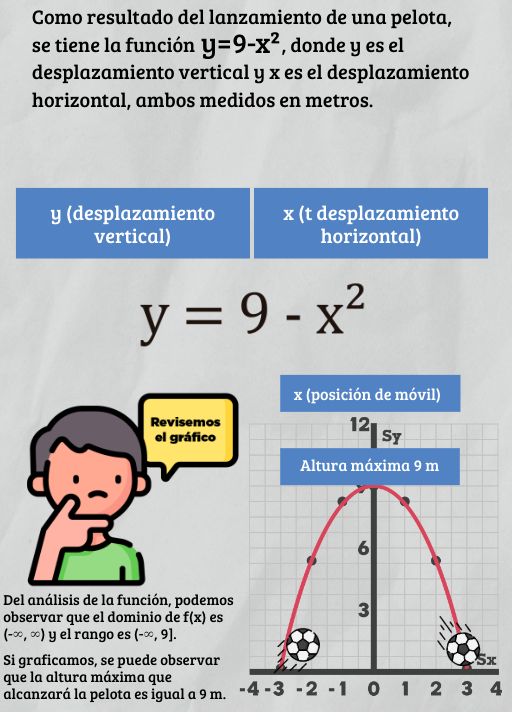 Como resultado del lanzamiento de una pelota,
se tiene la función y=9-x², donde y es el
desplazamiento vertical y x es el desplazamiento
horizontal, ambos medidos en metros.
y (desplazamiento
vertical)
x (t desplazamiento
horizontal)
y = 9 - x²
Revisemos
el gráfico
x (posición de móvil)
12
Sy
Altura máxima 9 m
6
3
Sx
-4 -3 -2 -1 0 1 2 3 4
Del análisis de la función, podemos
observar que el dominio de f(x) es
(-∞, ∞) y el rango es (-∞, 9].
Si graficamos, se puede observar
que la altura máxima que
alcanzará la pelota es igual a 9 m.